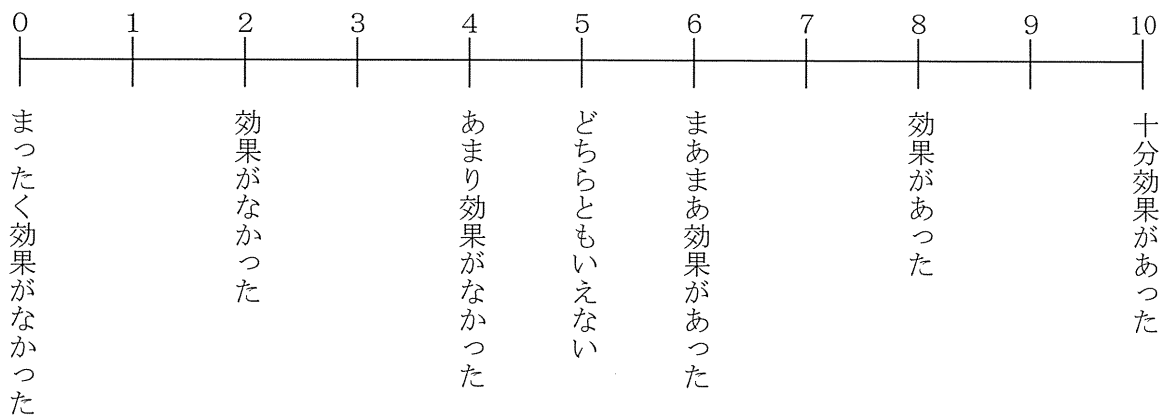 0 1 2 3 4 5 6 7 8 9 10
まったく効果がなかった
効果がなかった
あまり効果がなかった
どちらともいえない
まあまあ効果があった
効果があった
十分効果があった